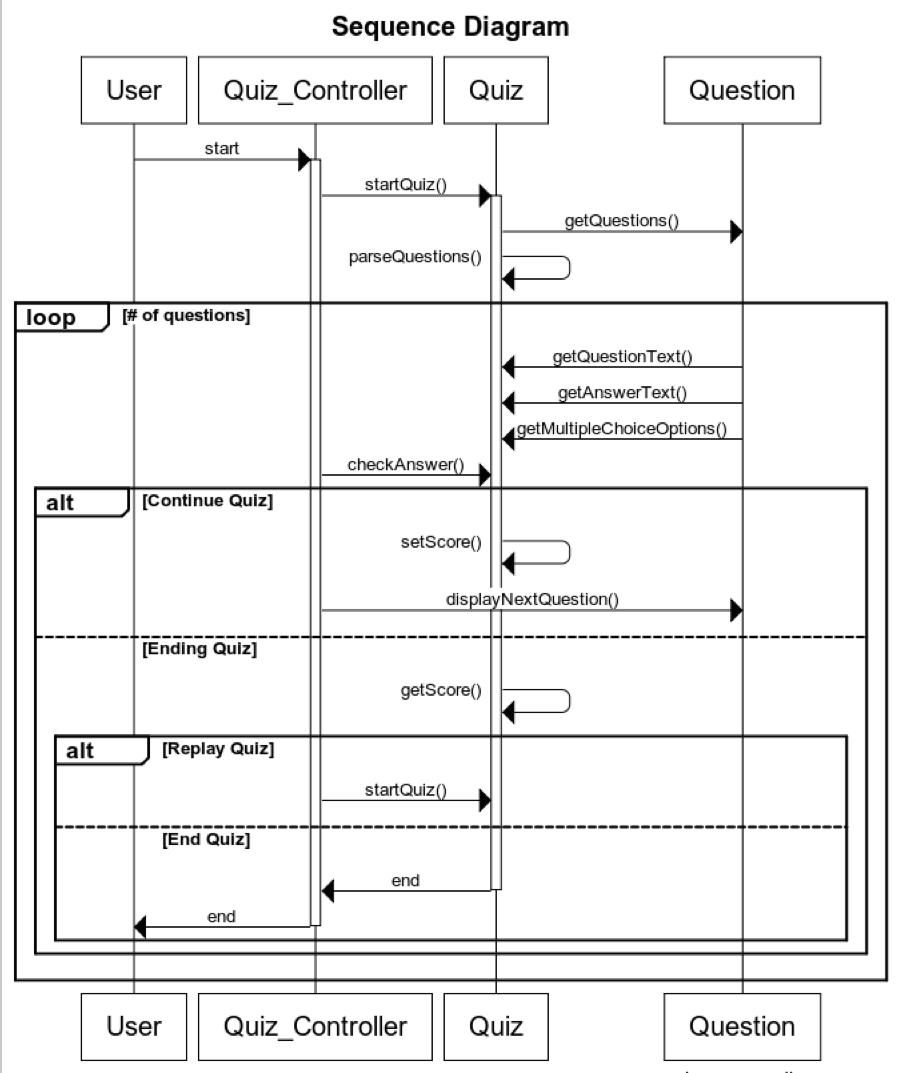 Sequence Diagram
User Quiz_Controller Quiz Question
start
startQuiz()
getQuestions()
parseQuestions()
loop [# of questions]
getQuestionText()
getAnswerText()
getMultipleChoiceOptions()
checkAnswer()
alt [Continue Quiz]
setScore()
displayNextQuestion()
[Ending Quiz]
getScore()
alt [Replay Quiz]
startQuiz()
[End Quiz]
end
end
User Quiz_Controller Quiz Question